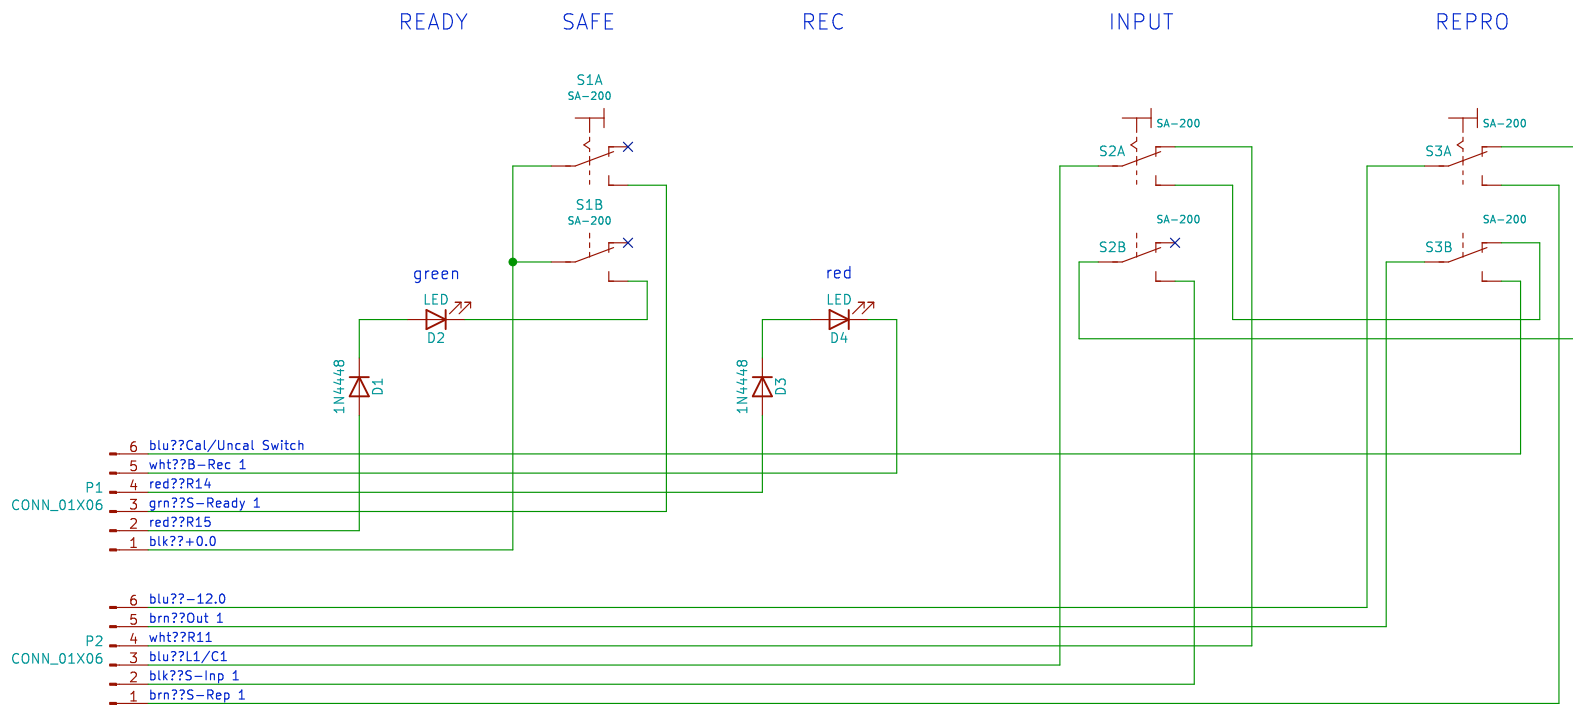 READY SAFE REC INPUT REPRO
S1A
SA-200
SA-200
SA-200
S2A
S3A
S1B
SA-200
SA-200
SA-200
S2B
S3B
green
red
LED
LED
D2
D4
1N4448
D1
1N4448
D3
6 blu??Cal/Uncal Switch
5 wht??B-Rec 1
P1
4 red??R14
CONN_01X06
3 grn??S-Ready 1
2 red??R15
1 blk??+0.0
6 blu??-12.0
5 brn??Out 1
P2
4 wht??R11
CONN_01X06
3 blu??L1/C1
2 blk??S-Inp 1
1 brn??S-Rep 1